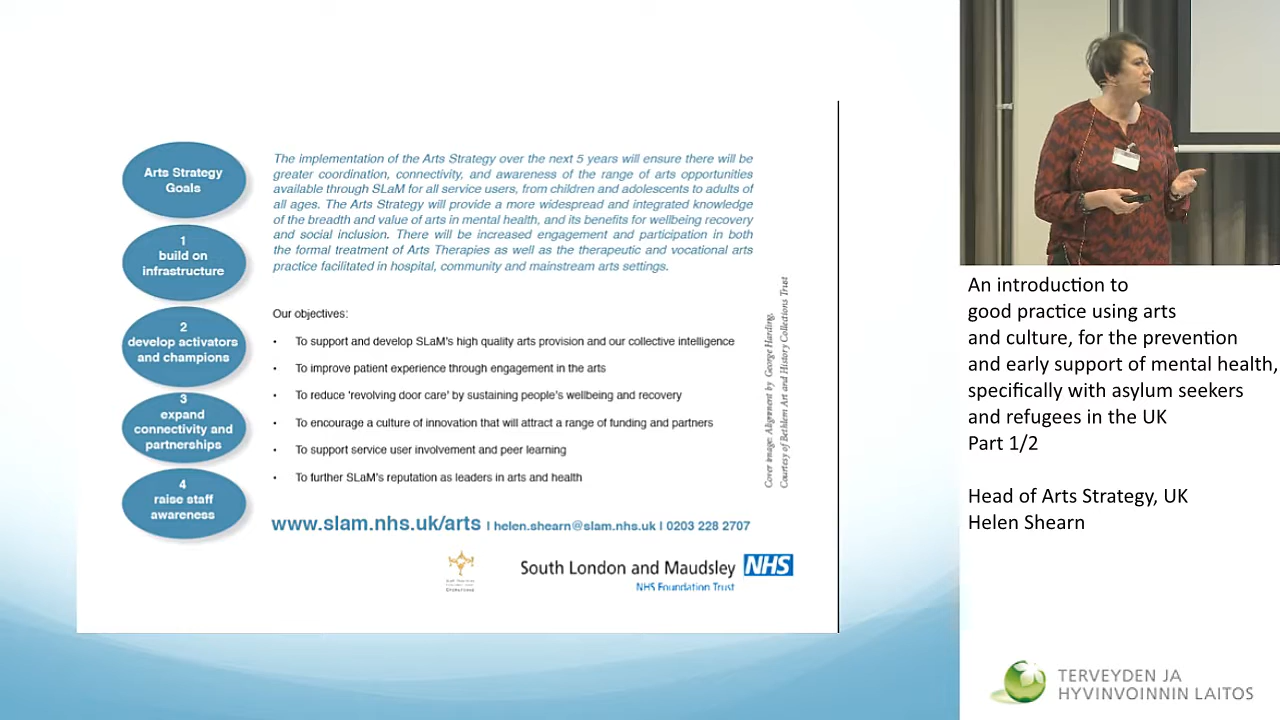 Arts Strategy
Goals
1
build on
infrastructure
2
develop activators
and champions
3
expand
connectivity and
partnerships
4
raise staff
awareness
The implementation of the Arts Strategy over the next 5 years will ensure there will be
greater coordination, connectivity, and awareness of the range of arts opportunities
available through SLaM for all service users, from children and adolescents to adults of
all ages. The Arts Strategy will provide a more widespread and integrated knowledge
of the breadth and value of arts in mental health, and its benefits for wellbeing recovery
and social inclusion. There will be increased engagement and participation in both
the formal treatment of Arts Therapies as well as the therapeutic and vocational arts
practice facilitated in hospital, community and mainstream arts settings.
Our objectives:
• To support and develop SLaM's high quality arts provision and our collective intelligence
• To improve patient experience through engagement in the arts
• To reduce 'revolving door care' by sustaining people's wellbeing and recovery
• To encourage a culture of innovation that will attract a range of funding and partners
• To support service user involvement and peer learning
• To further SLaM's reputation as leaders in arts and health
www.slam.nhs.uk/arts I helen.shearn@slam.nhs.uk I 0203 228 2707
Cover image: Alignment by George Harding.
Courtesy of Bethlem Art and History Collections Trust
South London and Maudsley NHS
NHS Foundation Trust
An introduction to
good practice using arts
and culture, for the prevention
and early support of mental health,
specifically with asylum seekers
and refugees in the UK
Part 1/2
Head of Arts Strategy, UK
Helen Shearn
TERVEYDEN JA
HYVINVOINNIN LAITOS